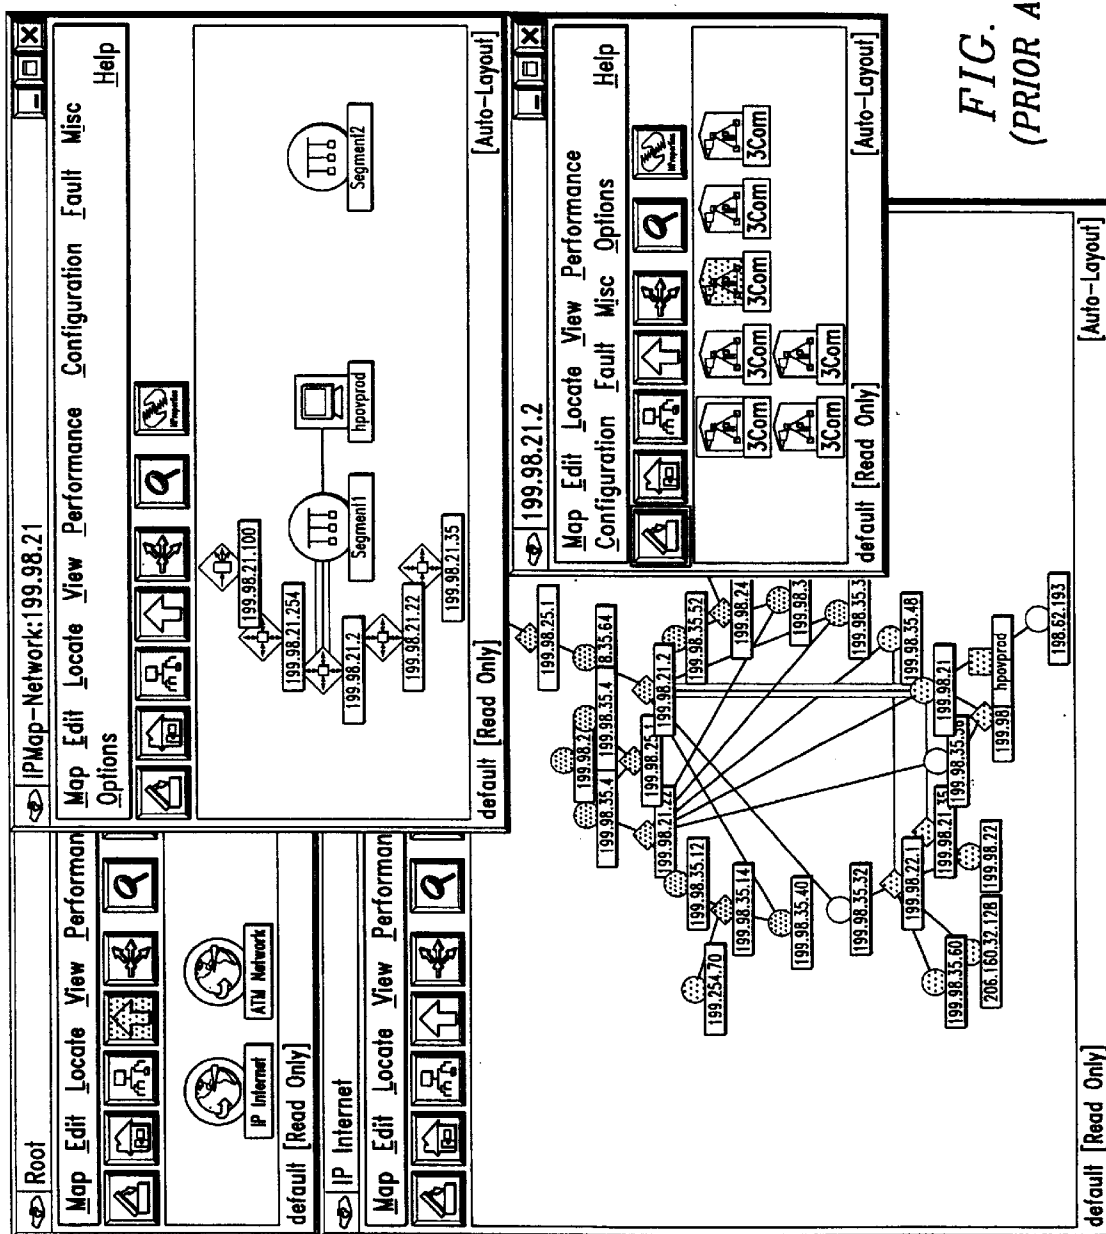 Root
Map Edit Locate View Performan
IP Internet
ATM Network
default [Read Only]
IP Internet
Map Edit Locate View Performan
199.98.25.1
18.35.64
199.98.35.4
199.98.2
199.98.35.4
199.98.25.1
199.98.21.2
199.98.21.22
199.98.35.52
199.98.24
199.98.3
199.98.35.3
199.98.35.48
199.98.35.12
199.98.35.14
199.254.70
199.98.35.40
199.98.35.32
199.98.22.1
199.98.21.35
199.98.22
199.98.35.60
206.160.32.128
199.98.21
hpovprod
199.98
198.62.193
default [Read Only]
[Auto-Layout]
IPMap-Network:199.98.21
Map Edit Locate View Performance Configuration Fault Misc
Options Help
199.98.21.100
199.98.21.254
199.98.21.2
199.98.21.22
199.98.21.35
Segment1
hpovprod
Segment2
default [Read Only]
[Auto-Layout]
199.98.21.2
Map Edit Locate View Performance
Configuration Fault Misc Options Help
3Com
3Com
3Com
3Com
3Com
3Com
3Com
default [Read Only]
[Auto-Layout]
FIG.
(PRIOR A